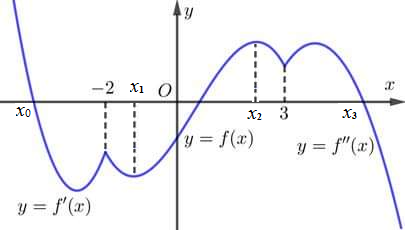 y
-2
x₁
O
x
x₀
x₂
3
x₃
y = f(x)
y = f″(x)
y = f′(x)